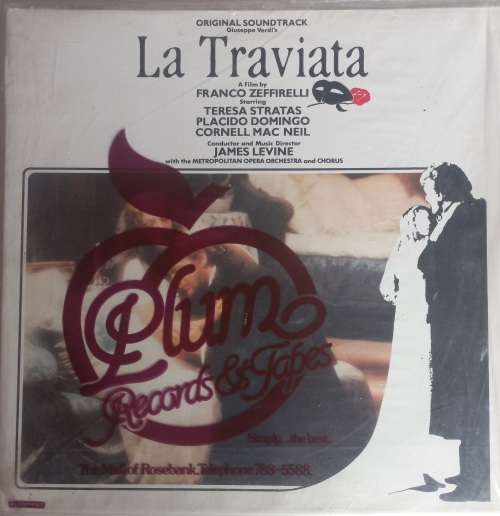 ORIGINAL SOUNDTRACK
Giuseppe Verdi's
La Traviata
A Film by
FRANCO ZEFFIRELLI
Starring
TERESA STRATAS
PLACIDO DOMINGO
CORNELL MAC NEIL
Conductor and Music Director
JAMES LEVINE
with the METROPOLITAN OPERA ORCHESTRA and CHORUS
Plum
Records & Tapes
Simply...the best.
The Mall of Rosebank. Telephone 788-5588.